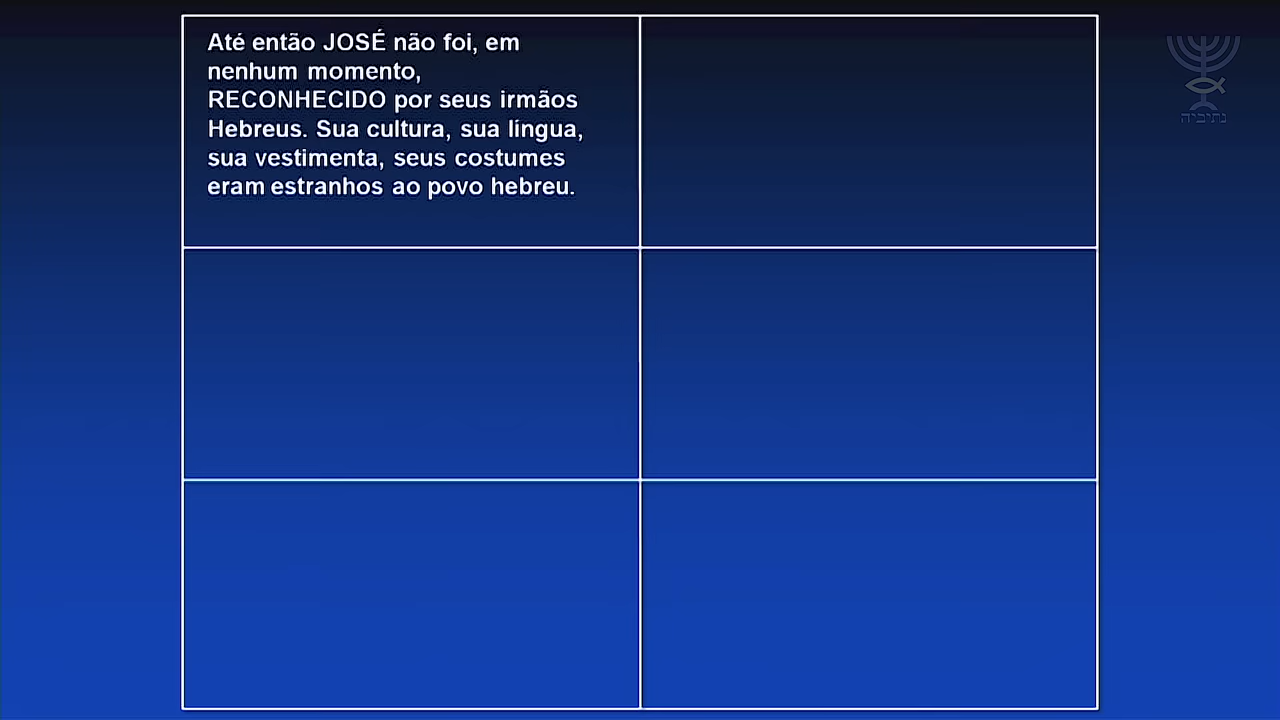 Até então JOSÉ não foi, em
nenhum momento,
RECONHECIDO por seus irmãos
Hebreus. Sua cultura, sua língua,
sua vestimenta, seus costumes
eram estranhos ao povo hebreu.
נתיביה